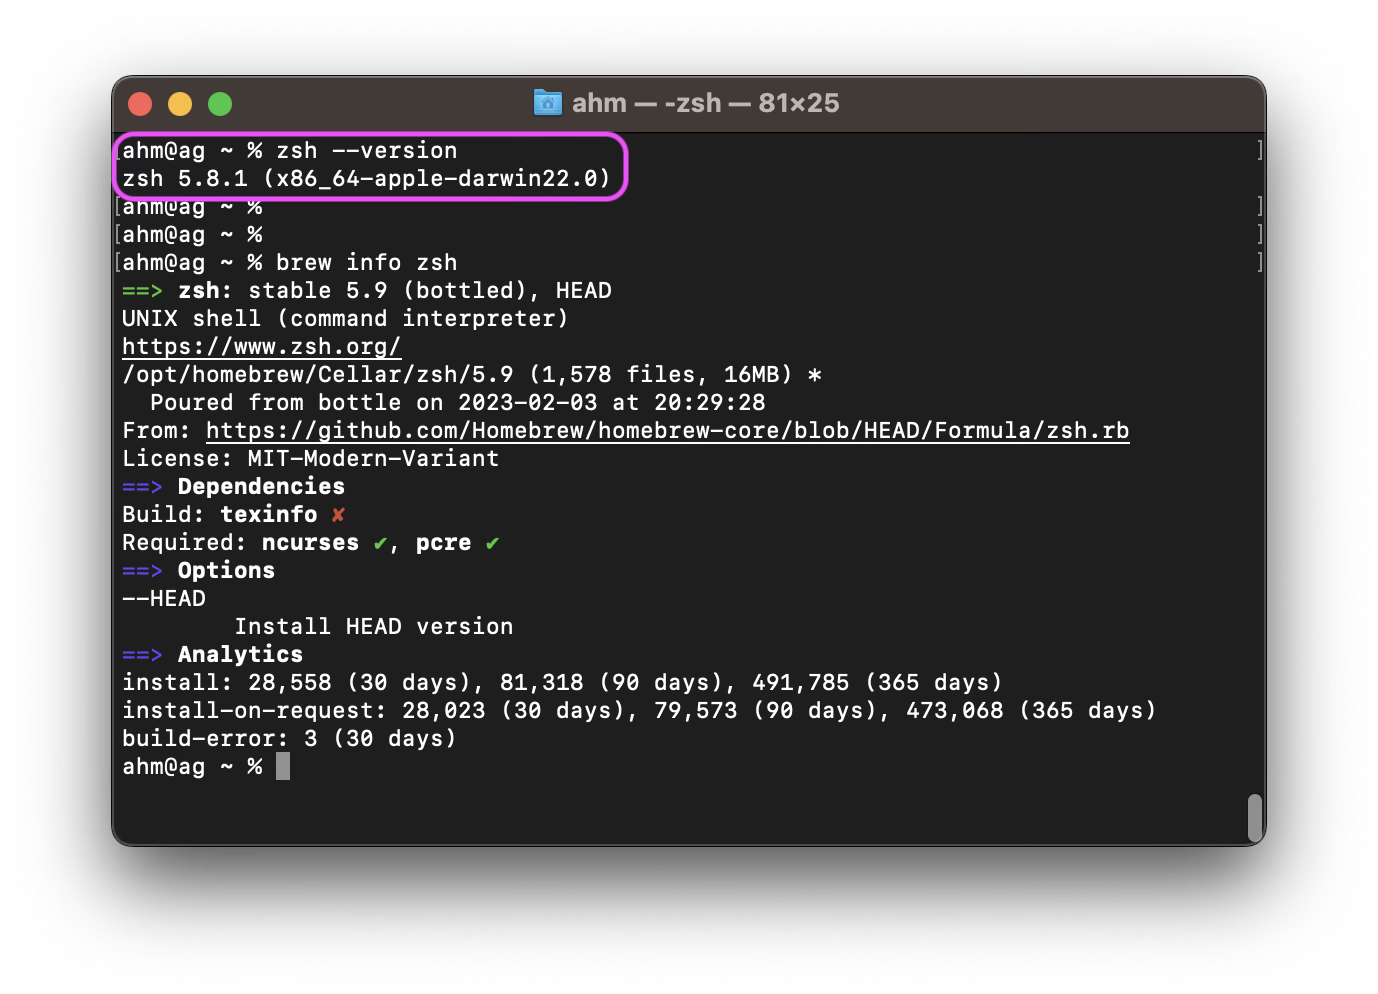 ahm — -zsh — 81×25
[ahm@ag ~ % zsh --version ]
zsh 5.8.1 (x86_64-apple-darwin22.0)
[ahm@ag ~ % ]
[ahm@ag ~ % ]
[ahm@ag ~ % brew info zsh ]
==> zsh: stable 5.9 (bottled), HEAD
UNIX shell (command interpreter)
https://www.zsh.org/
/opt/homebrew/Cellar/zsh/5.9 (1,578 files, 16MB) *
  Poured from bottle on 2023-02-03 at 20:29:28
From: https://github.com/Homebrew/homebrew-core/blob/HEAD/Formula/zsh.rb
License: MIT-Modern-Variant
==> Dependencies
Build: texinfo ✘
Required: ncurses ✔, pcre ✔
==> Options
--HEAD
        Install HEAD version
==> Analytics
install: 28,558 (30 days), 81,318 (90 days), 491,785 (365 days)
install-on-request: 28,023 (30 days), 79,573 (90 days), 473,068 (365 days)
build-error: 3 (30 days)
ahm@ag ~ %